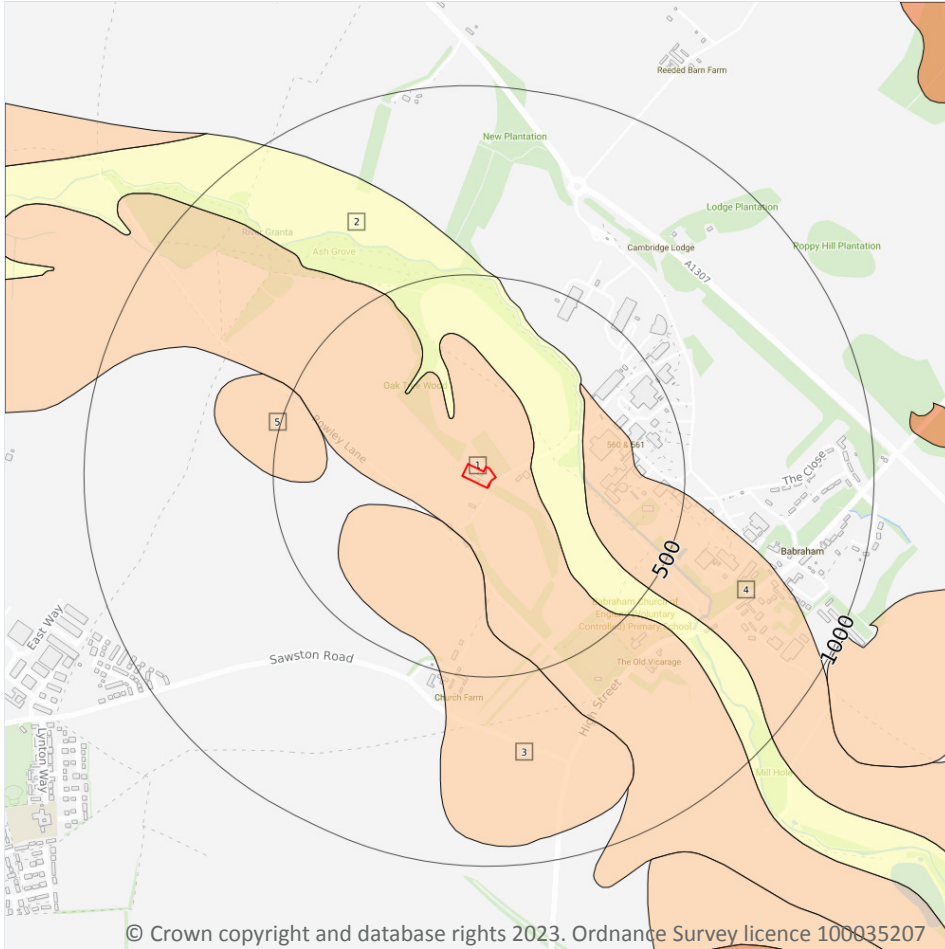 Reeded Barn Farm
New Plantation
Lodge Plantation
2
River Granta
Ash Grove
Cambridge Lodge
Poppy Hill Plantation
A1307
Oak Tree Wood
5
Rowley Lane
560 & 561
1
The Close
500
Babraham
4
Babraham Church of
England (Voluntary
Controlled) Primary School
East Way
1000
Sawston Road
The Old Vicarage
Church Farm
High Street
Lynton Way
3
Mill Hole
© Crown copyright and database rights 2023. Ordnance Survey licence 100035207